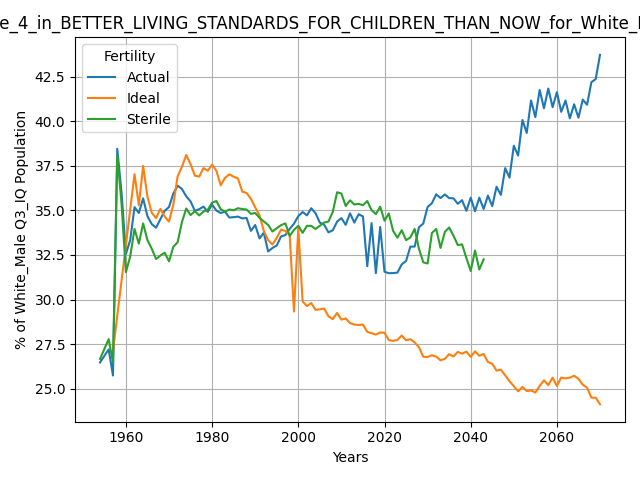 e_4_in_BETTER_LIVING_STANDARDS_FOR_CHILDREN_THAN_NOW_for_White_
Fertility
Actual
Ideal
Sterile
% of White_Male Q3_IQ Population
42.5
40.0
37.5
35.0
32.5
30.0
27.5
25.0
1960
1980
2000
2020
2040
2060
Years